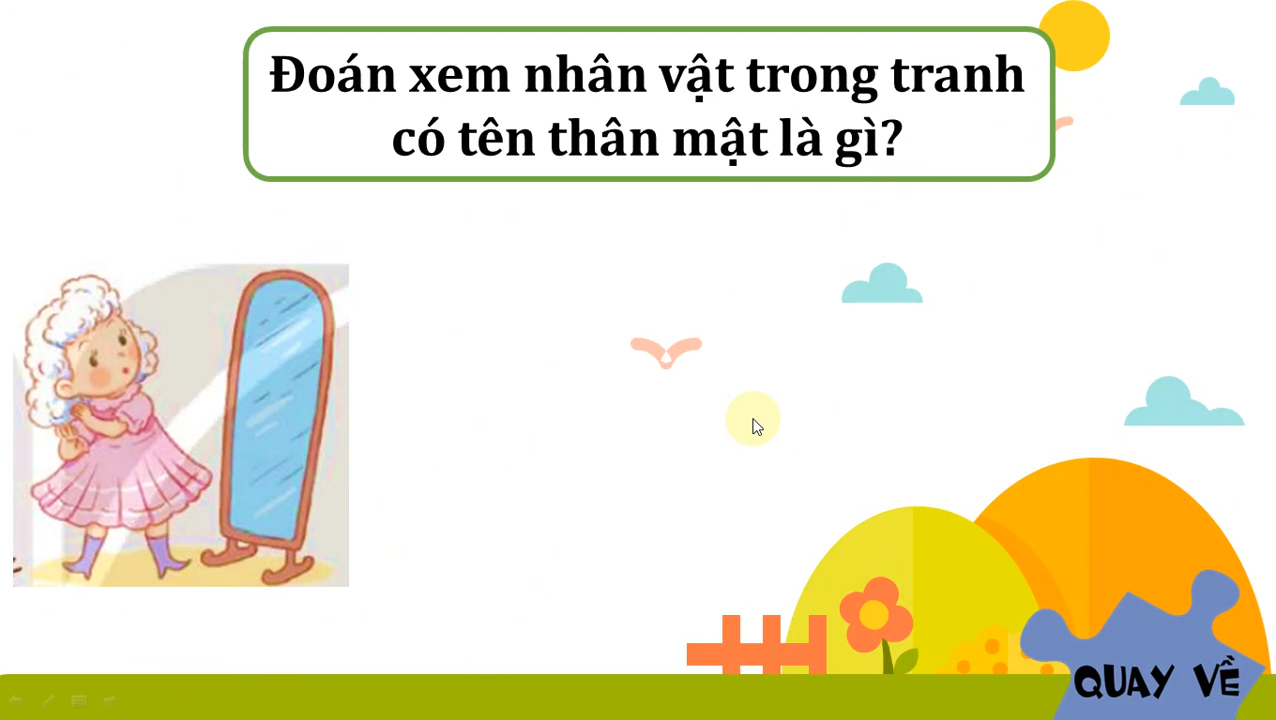 Đoán xem nhân vật trong tranh
có tên thân mật là gì?
QUAY VỀ